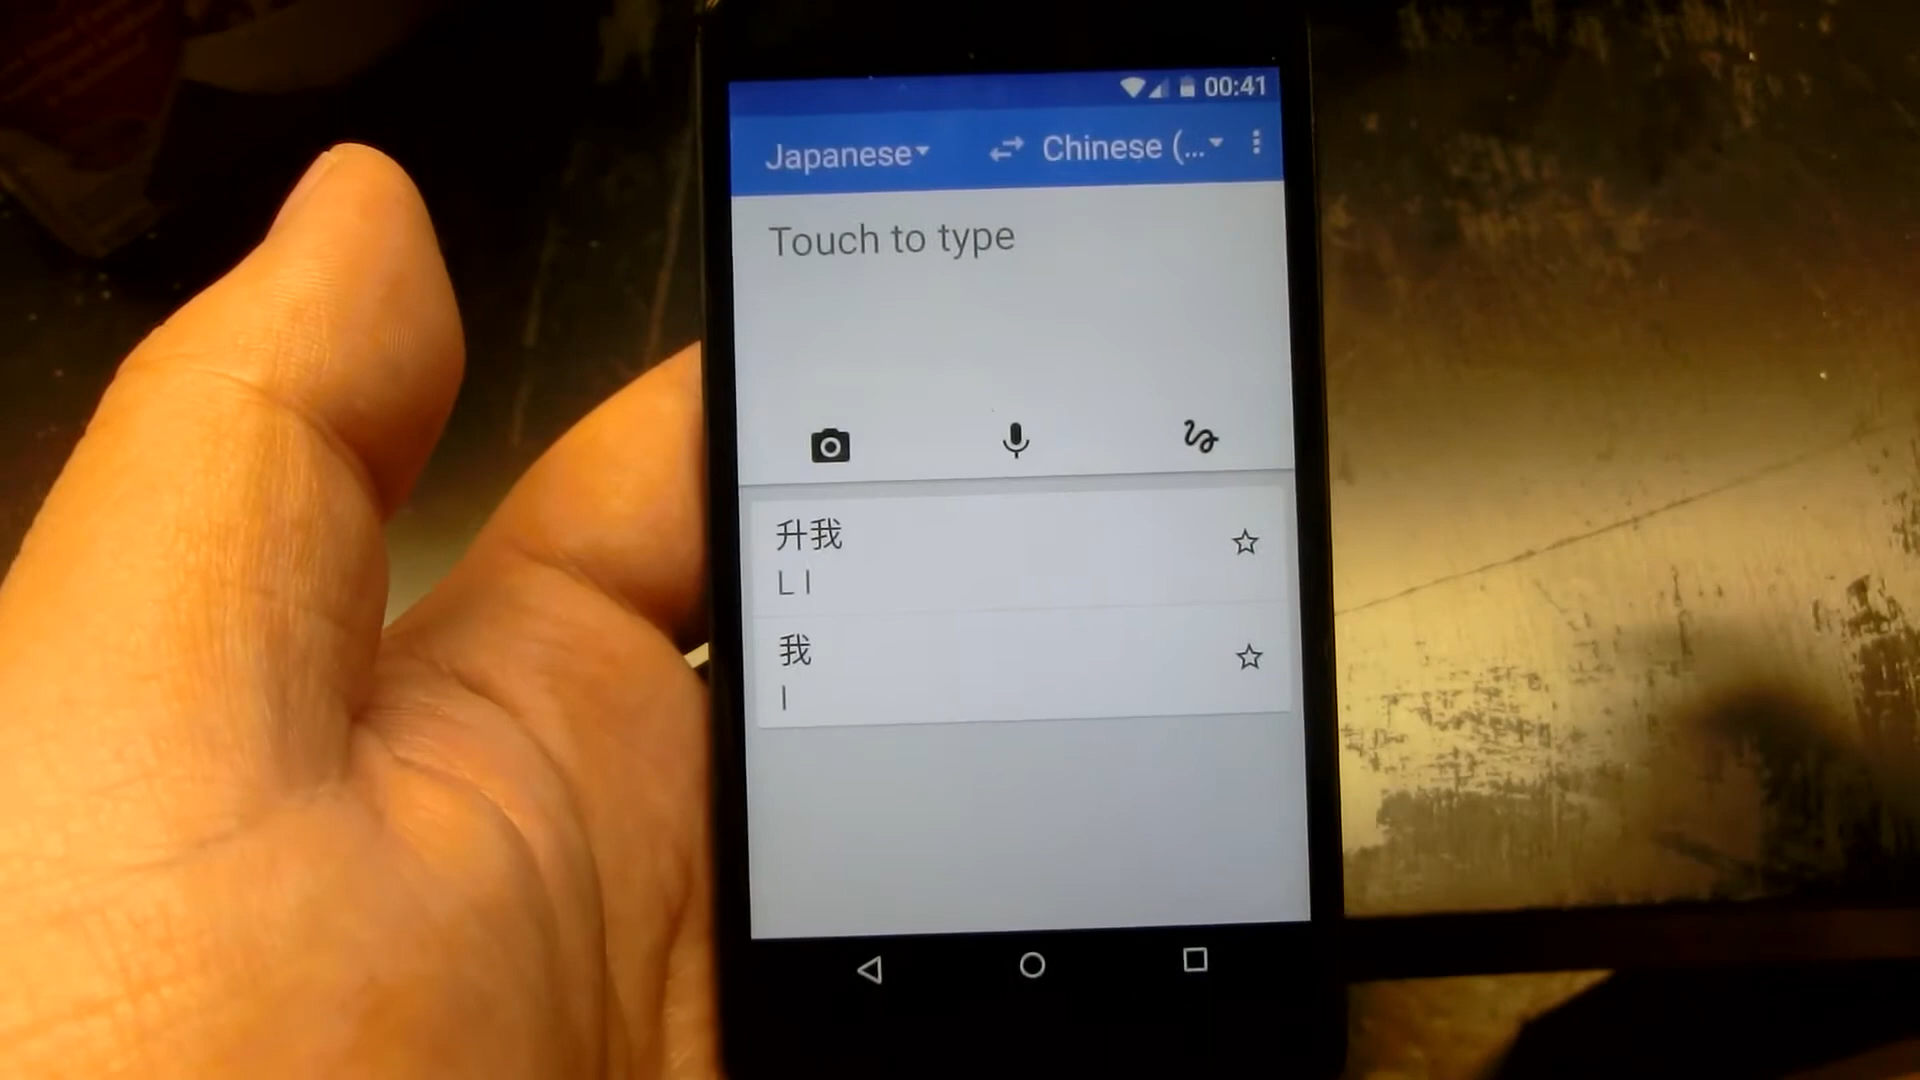 00:41
Japanese Chinese (...
Touch to type
升我
L I
我
I